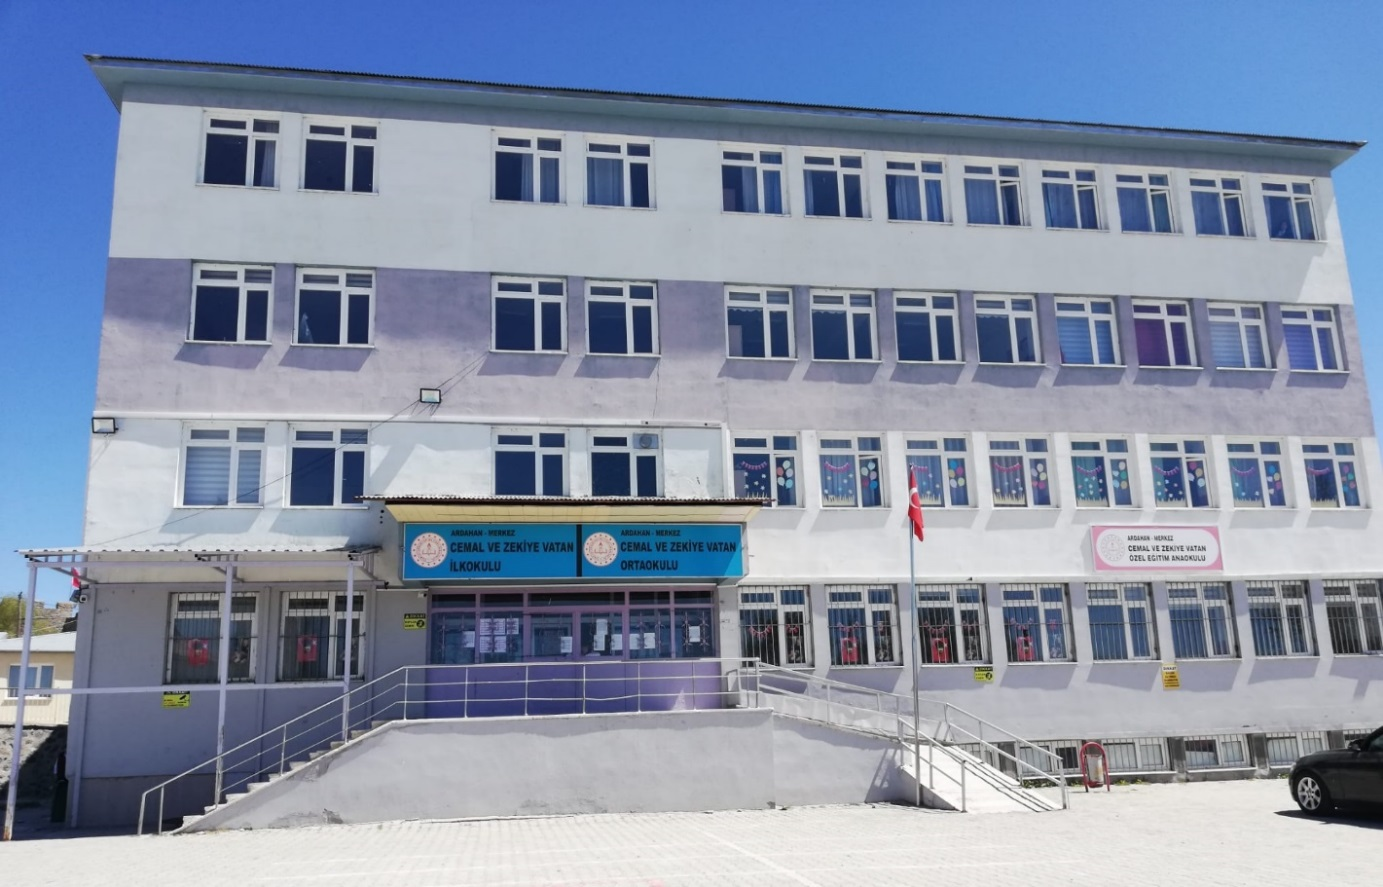 ARDAHAN - MERKEZ
CEMAL VE ZEKİYE VATAN
İLKOKULU
ARDAHAN - MERKEZ
CEMAL VE ZEKİYE VATAN
ORTAOKULU
ARDAHAN - MERKEZ
CEMAL VE ZEKİYE VATAN
ÖZEL EĞİTİM ANAOKULU